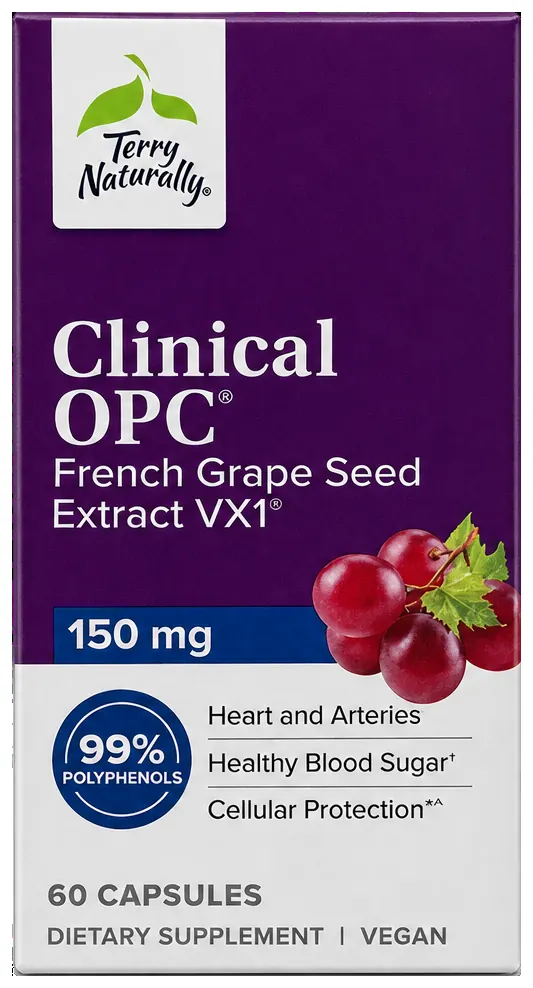 Terry
Naturally®
Clinical
OPC®
French Grape Seed
Extract VX1®
150 mg
99%
POLYPHENOLS
Heart and Arteries
Healthy Blood Sugar†
Cellular Protection*^
60 CAPSULES
DIETARY SUPPLEMENT | VEGAN